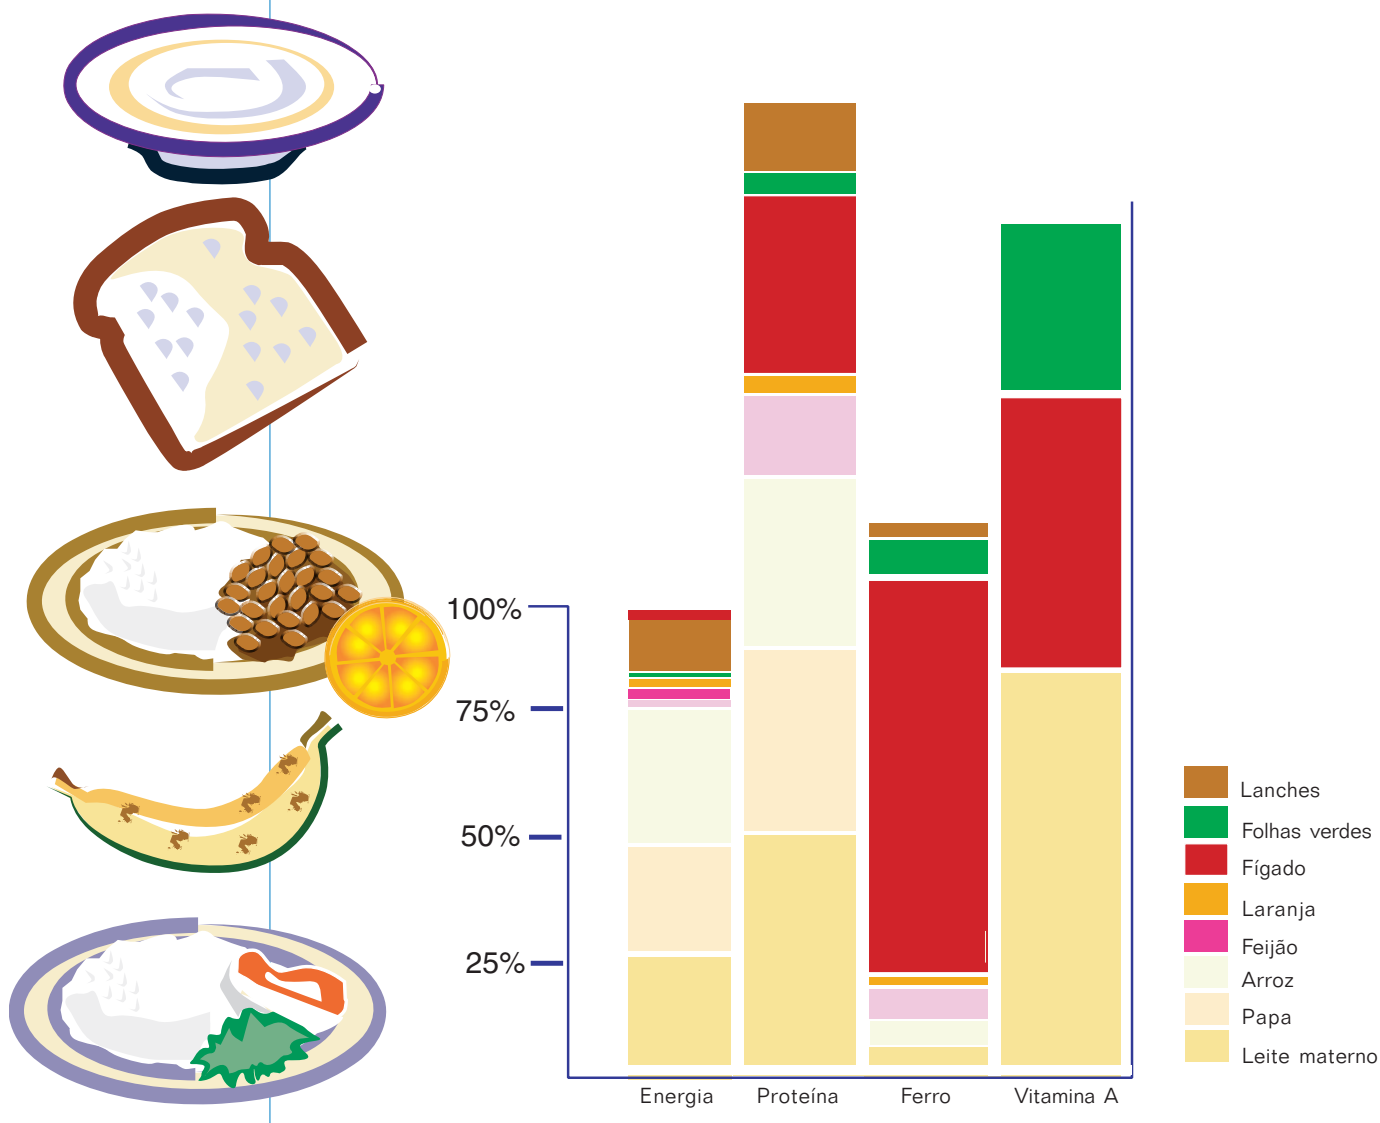 100%
75%
50%
25%
Energia
Proteína
Ferro
Vitamina A
Lanches
Folhas verdes
Fígado
Laranja
Feijão
Arroz
Papa
Leite materno